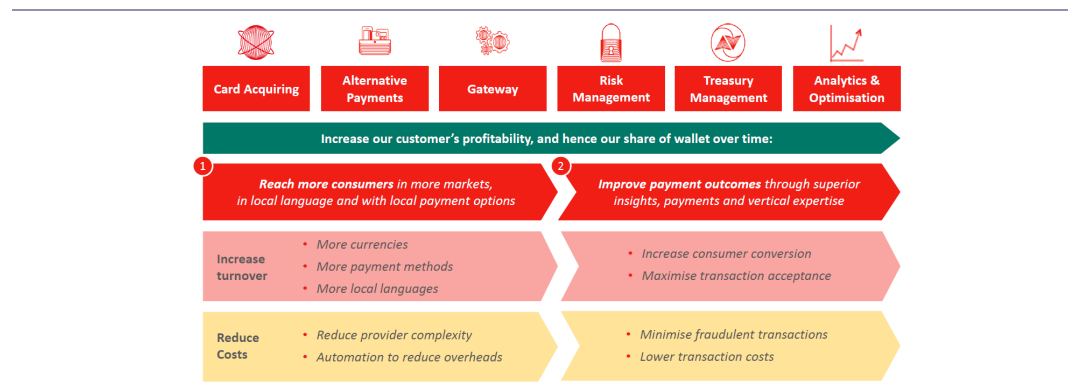 Card Acquiring
Alternative
Payments
Gateway
Risk
Management
Treasury
Management
Analytics &
Optimisation
Increase our customer's profitability, and hence our share of wallet over time:
1
Reach more consumers in more markets,
in local language and with local payment options
2
Improve payment outcomes through superior
insights, payments and vertical expertise
Increase
turnover
• More currencies
• More payment methods
• More local languages
• Increase consumer conversion
• Maximise transaction acceptance
Reduce
Costs
• Reduce provider complexity
• Automation to reduce overheads
• Minimise fraudulent transactions
• Lower transaction costs